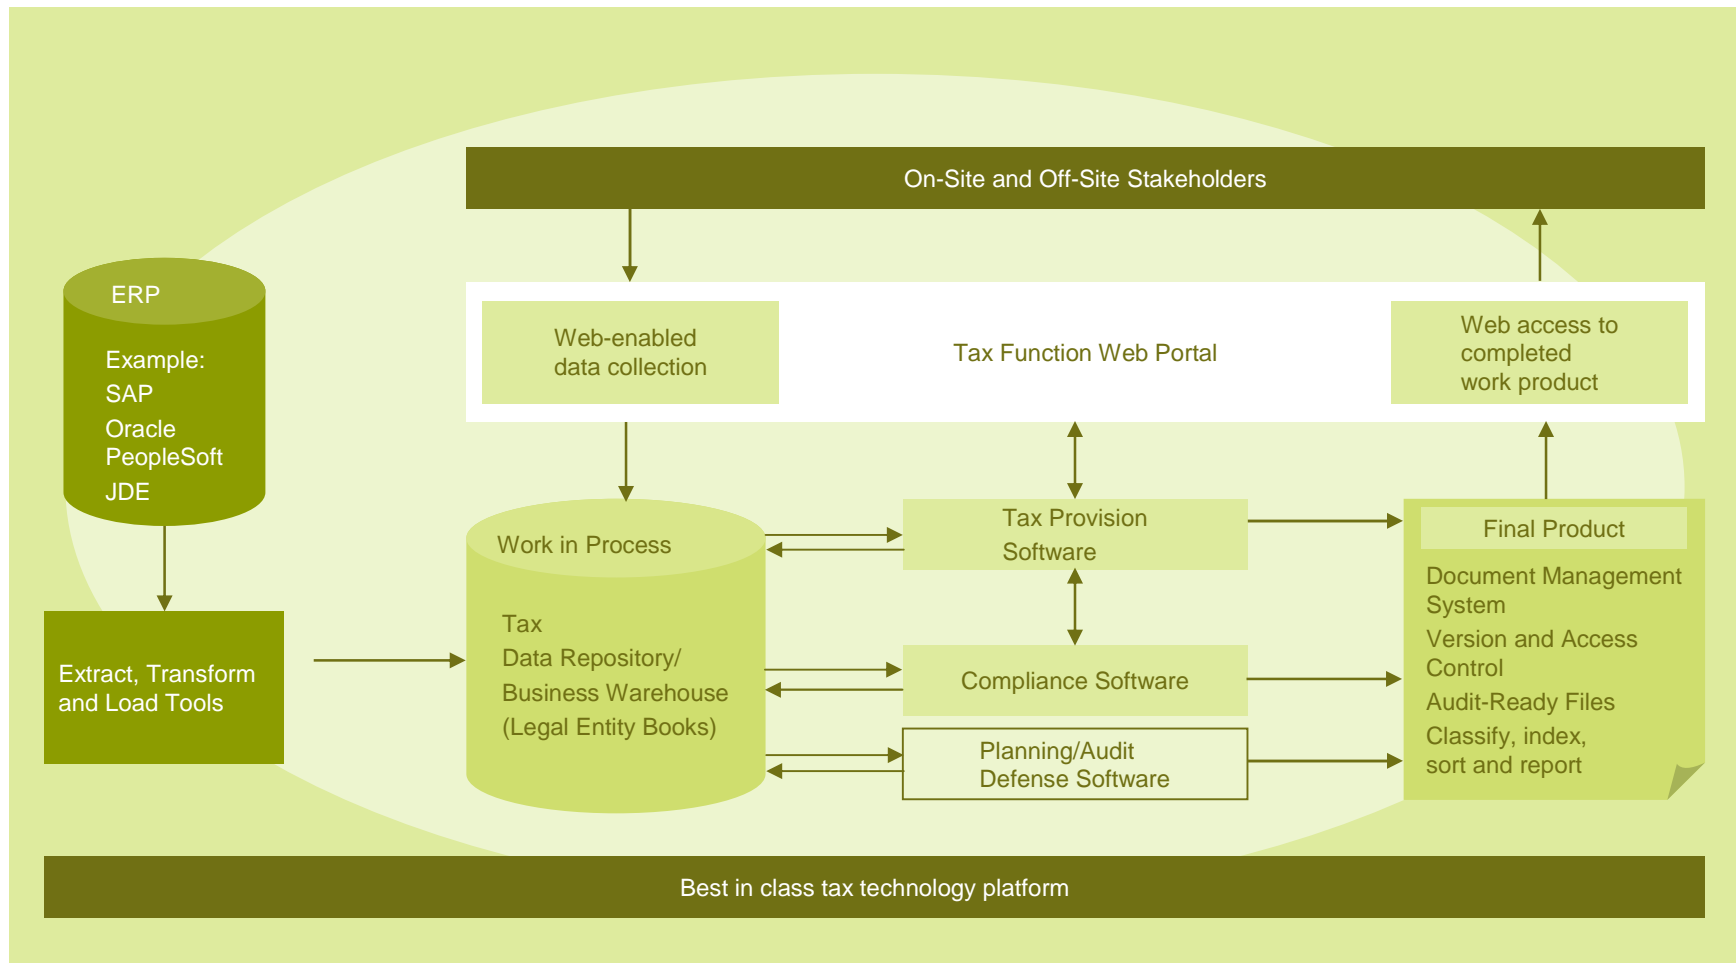 On-Site and Off-Site Stakeholders
ERP
Example:
SAP
Oracle
PeopleSoft
JDE
Web-enabled
data collection
Tax Function Web Portal
Web access to
completed
work product
Extract, Transform
and Load Tools
Work in Process
Tax
Data Repository/
Business Warehouse
(Legal Entity Books)
Tax Provision
Software
Compliance Software
Planning/Audit
Defense Software
Final Product
Document Management
System
Version and Access
Control
Audit-Ready Files
Classify, index,
sort and report
Best in class tax technology platform